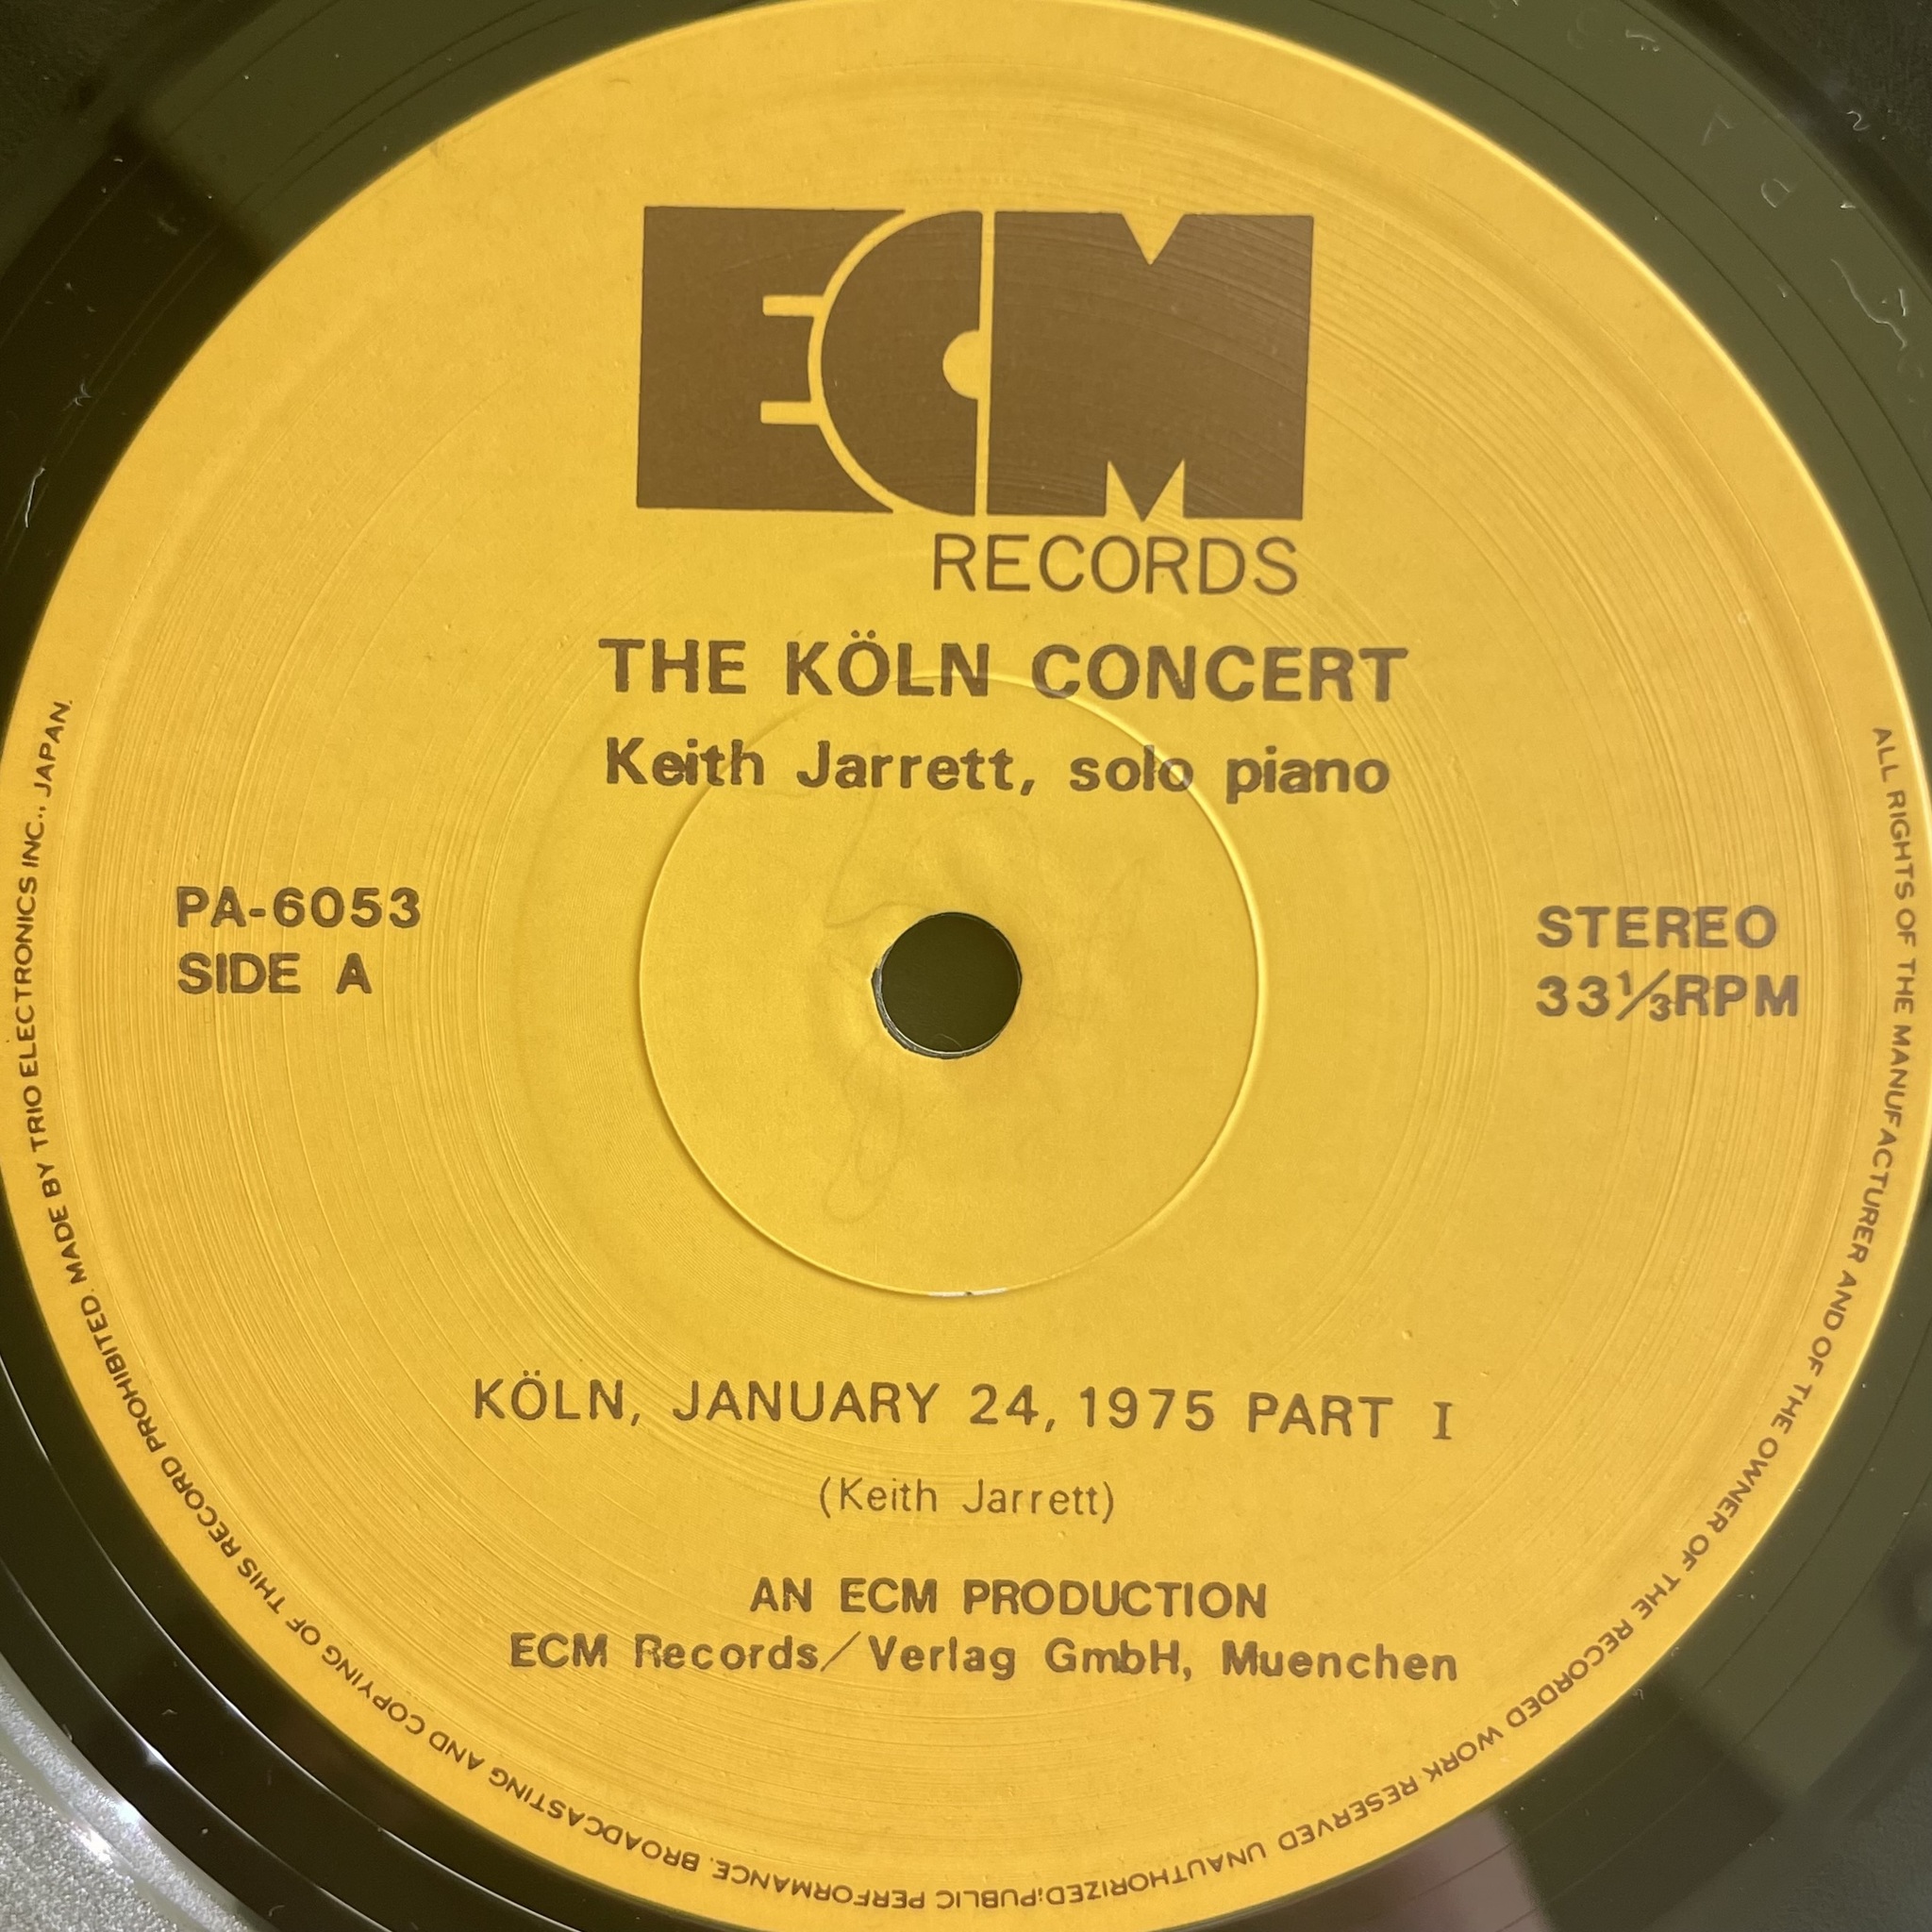 ECM
RECORDS
THE KÖLN CONCERT
Keith Jarrett, solo piano
PA-6053
SIDE A
STEREO
33⅓RPM
KÖLN, JANUARY 24, 1975 PART I
(Keith Jarrett)
AN ECM PRODUCTION
ECM Records/Verlag GmbH, Muenchen
ALL RIGHTS OF THE MANUFACTURER AND OF THE OWNER OF THE RECORDED WORK RESERVED UNAUTHORIZED;PUBLIC PERFORMANCE. BROADCASTING AND COPYING OF THIS RECORD PROHIBITED. MADE BY TRIO ELECTRONICS INC., JAPAN.